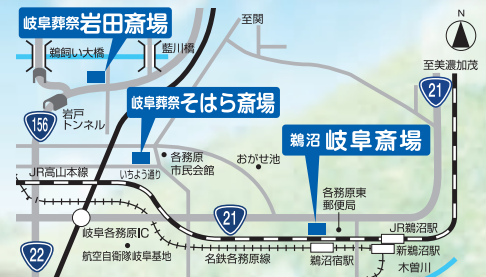 岐阜葬祭岩田斎場
鵜飼い大橋
藍川橋
至関
N
至美濃加茂
21
156
岩戸
トンネル
岐阜葬祭そはら斎場
鵜沼 岐阜斎場
JR高山本線
いちょう通り
各務原
市民会館
おがせ池
各務原東
郵便局
22
岐阜各務原IC
航空自衛隊岐阜基地
21
名鉄各務原線
鵜沼宿駅
JR鵜沼駅
新鵜沼駅
木曽川